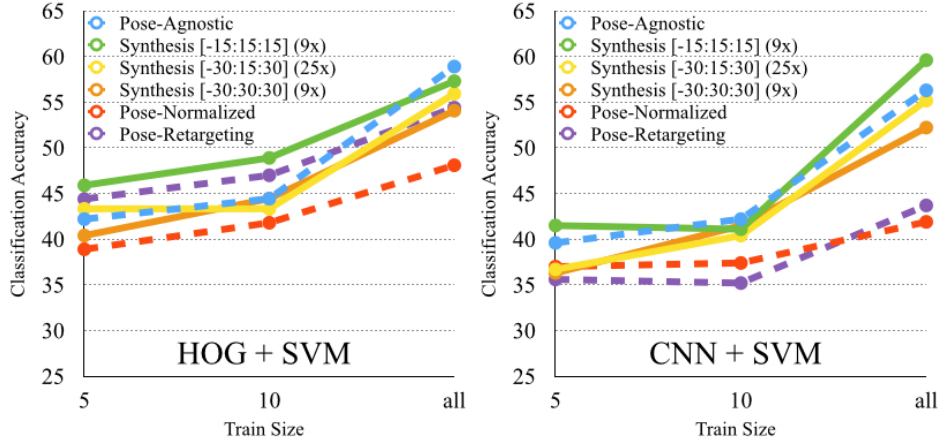 65
60
55
50
45
40
35
30
25
Classification Accuracy
Pose-Agnostic
Synthesis [-15:15:15] (9x)
Synthesis [-30:15:30] (25x)
Synthesis [-30:30:30] (9x)
Pose-Normalized
Pose-Retargeting
HOG + SVM
5
10
all
Train Size
65
60
55
50
45
40
35
30
25
Classification Accuracy
Pose-Agnostic
Synthesis [-15:15:15] (9x)
Synthesis [-30:15:30] (25x)
Synthesis [-30:30:30] (9x)
Pose-Normalized
Pose-Retargeting
CNN + SVM
5
10
all
Train Size